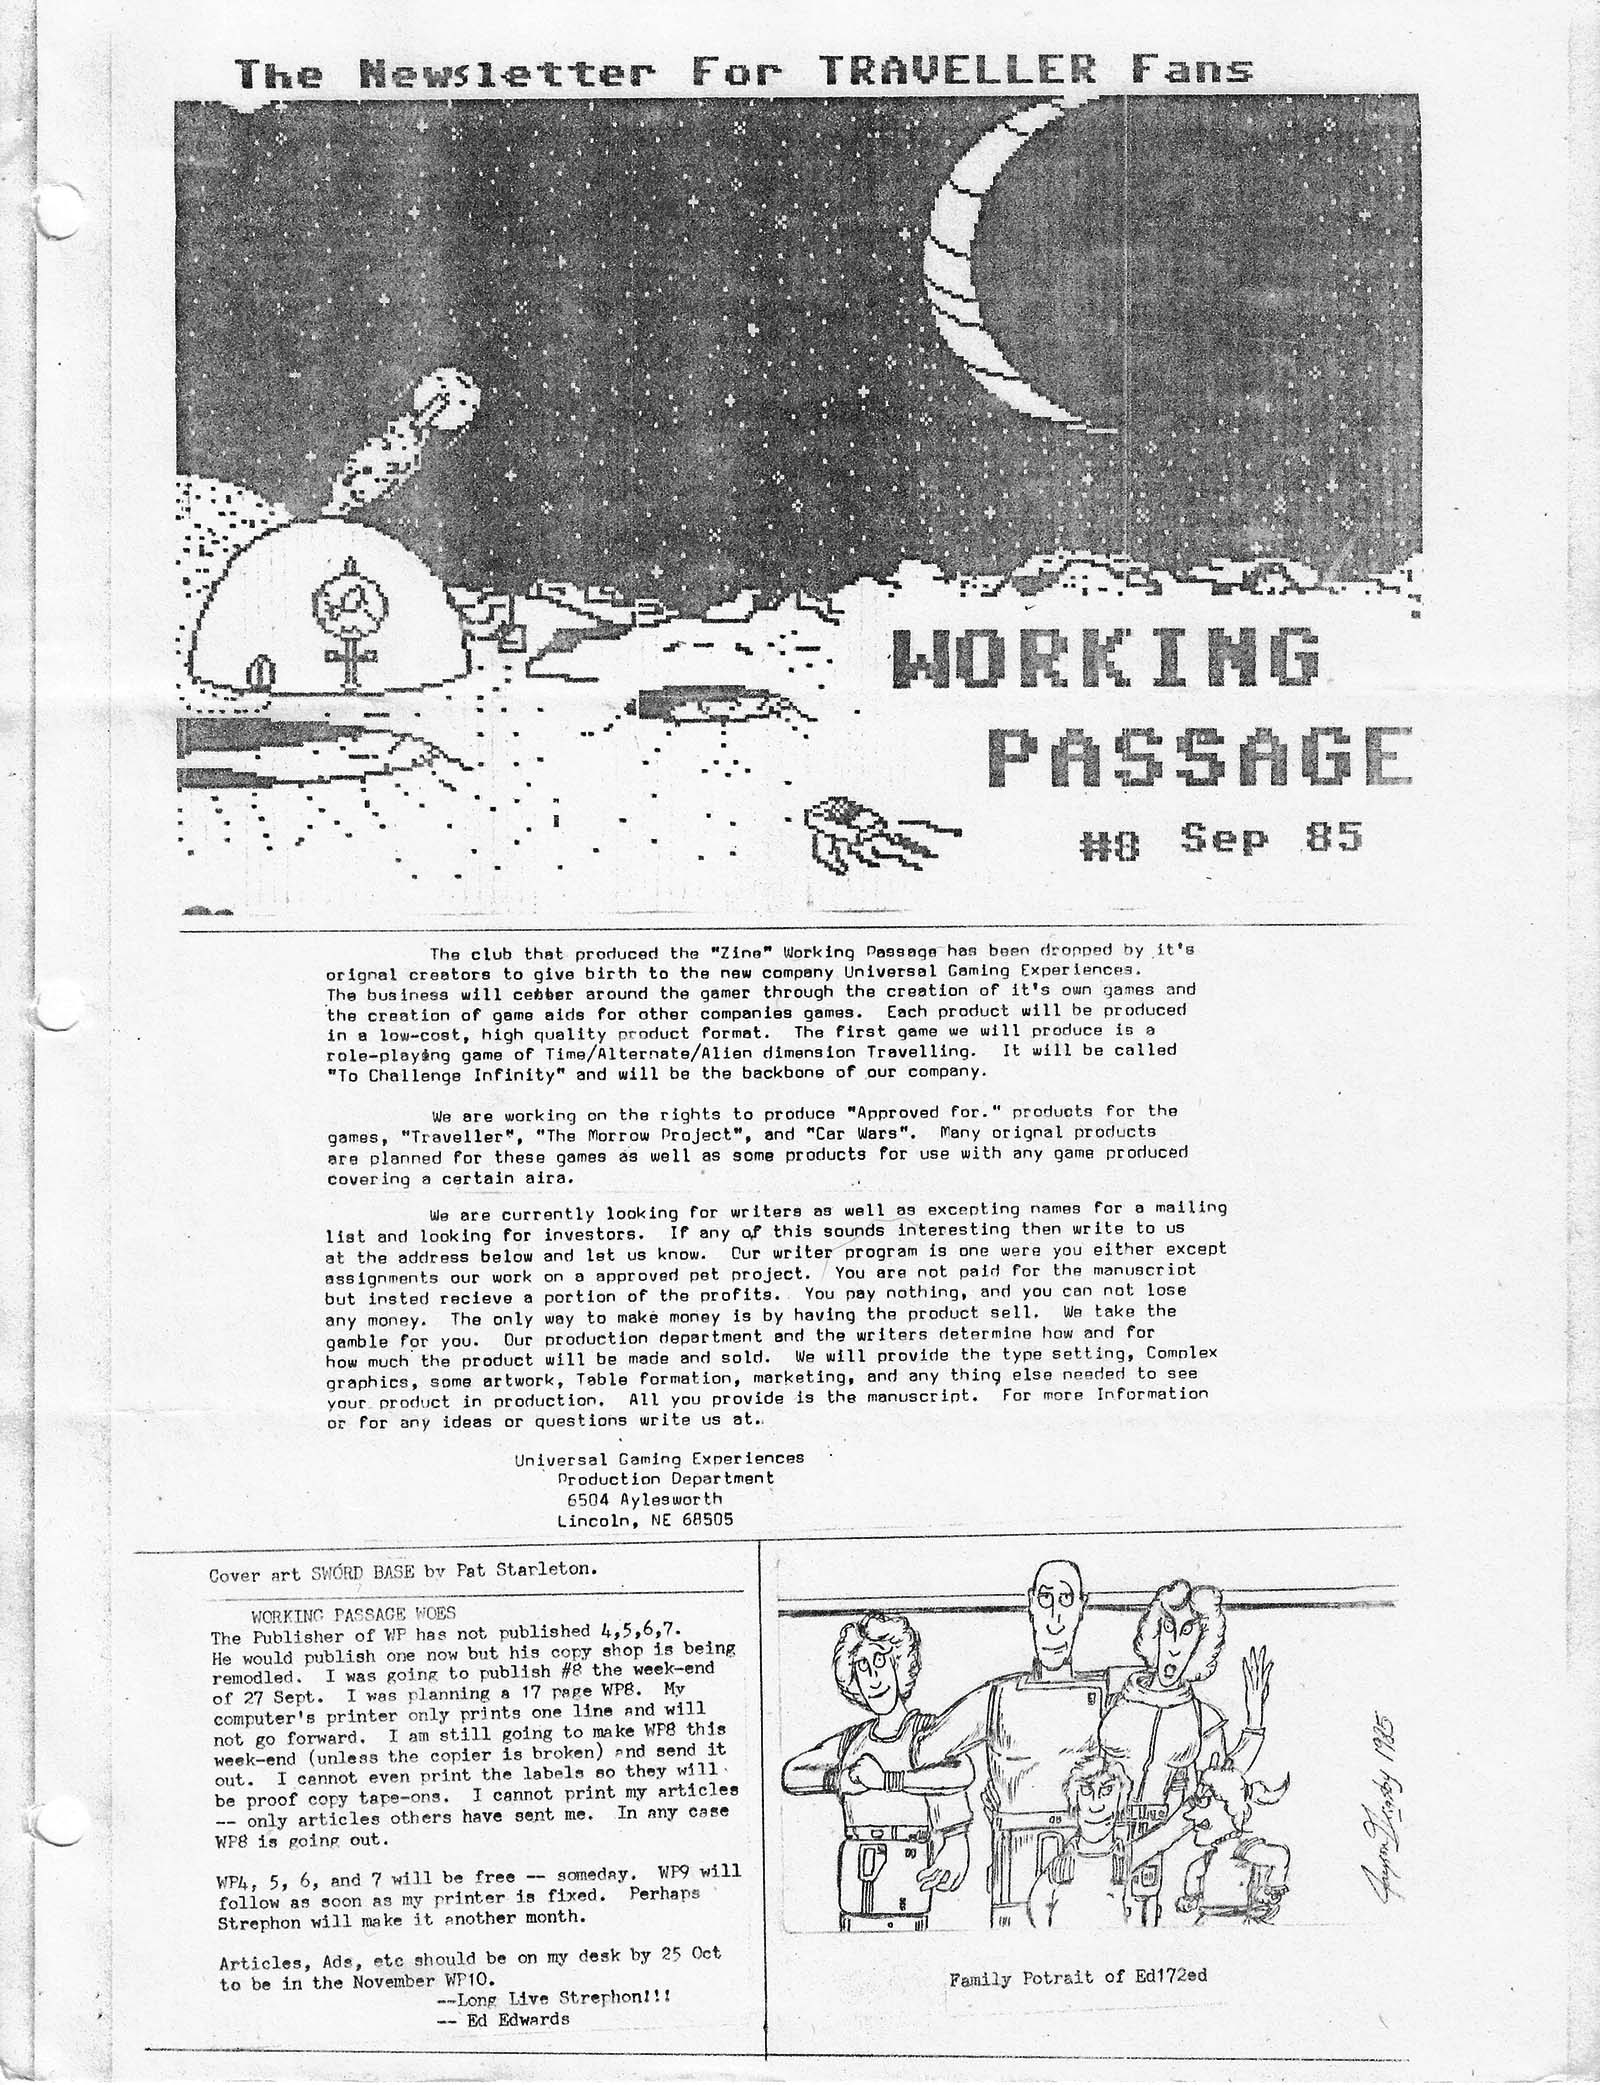 The Newsletter For TRAVELLER Fans
WORKING
PASSAGE
#8 Sep 85
The club that produced the "Zine" Working Passage has been dropped by it's
orignal creators to give birth to the new company Universal Gaming Experiences.
The business will center around the gamer through the creation of it's own games and
the creation of game aids for other companies games.  Each product will be produced
in a low-cost, high quality product format.  The first game we will produce is a
role-playing game of Time/Alternate/Alien dimension Travelling.  It will be called
"To Challenge Infinity" and will be the backbone of our company.
We are working on the rights to produce "Approved for." products for the
games, "Traveller", "The Morrow Project", and "Car Wars".  Many orignal products
are planned for these games as well as some products for use with any game produced
covering a certain aira.
We are currently looking for writers as well as excepting names for a mailing
list and looking for investors.  If any of this sounds interesting then write to us
at the address below and let us know.  Our writer program is one were you either except
assignments our work on a approved pet project.  You are not paid for the manuscript
but insted recieve a portion of the profits.  You pay nothing, and you can not lose
any money.  The only way to make money is by having the product sell.  We take the
gamble for you.  Our production department and the writers determine how and for
how much the product will be made and sold.  We will provide the type setting, Complex
graphics, some artwork, Table formation, marketing, and any thing else needed to see
your product in production.  All you provide is the manuscript.  For more Information
or for any ideas or questions write us at..
Universal Gaming Experiences
Production Department
6504 Aylesworth
Lincoln, NE 68505
Cover art SWORD BASE by Pat Starleton.
WORKING PASSAGE WOES
The Publisher of WP has not published 4,5,6,7.
He would publish one now but his copy shop is being
remodled.  I was going to publish #8 the week-end
of 27 Sept.  I was planning a 17 page WP8.  My
computer's printer only prints one line and will
not go forward.  I am still going to make WP8 this
week-end (unless the copier is broken) and send it
out.  I cannot even print the labels so they will
be proof copy tape-ons.  I cannot print my articles
-- only articles others have sent me.  In any case
WP8 is going out.
WP4, 5, 6, and 7 will be free -- someday.  WP9 will
follow as soon as my printer is fixed.  Perhaps
Strephon will make it another month.
Articles, Ads, etc should be on my desk by 25 Oct
to be in the November WP10.
--Long Live Strephon!!!
-- Ed Edwards
1985
Family Potrait of Ed172ed